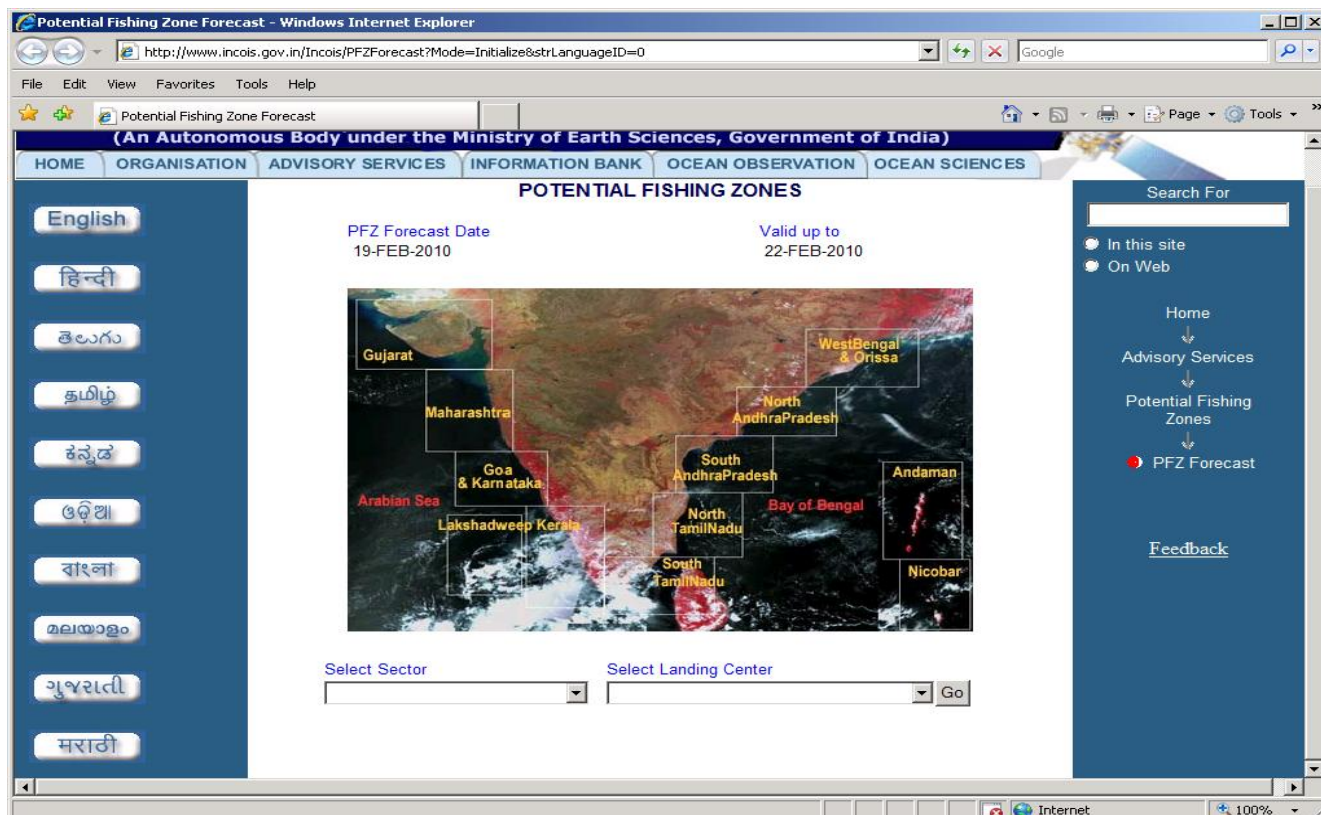 Potential Fishing Zone Forecast - Windows Internet Explorer
http://www.incois.gov.in/Incois/PFZForecast?Mode=Initialize&strLanguageID=0
Google
File Edit View Favorites Tools Help
Potential Fishing Zone Forecast
Page Tools
(An Autonomous Body under the Ministry of Earth Sciences, Government of India)
HOME ORGANISATION ADVISORY SERVICES INFORMATION BANK OCEAN OBSERVATION OCEAN SCIENCES
English
हिन्दी
తెలుగు
தமிழ்
ಕನ್ನಡ
ଓଡ଼ିଆ
বাংলা
മലയാളം
ગુજરાતી
मराठी
POTENTIAL FISHING ZONES
PFZ Forecast Date
19-FEB-2010
Valid up to
22-FEB-2010
Gujarat
WestBengal
& Orissa
Maharashtra
North
AndhraPradesh
Goa
& Karnataka
South
AndhraPradesh
Andaman
Arabian Sea
Bay of Bengal
Lakshadweep Kerala
North
TamilNadu
South
TamilNadu
Nicobar
Select Sector
Select Landing Center
Go
Search For
In this site
On Web
Home
Advisory Services
Potential Fishing
Zones
PFZ Forecast
Feedback
Internet
100%